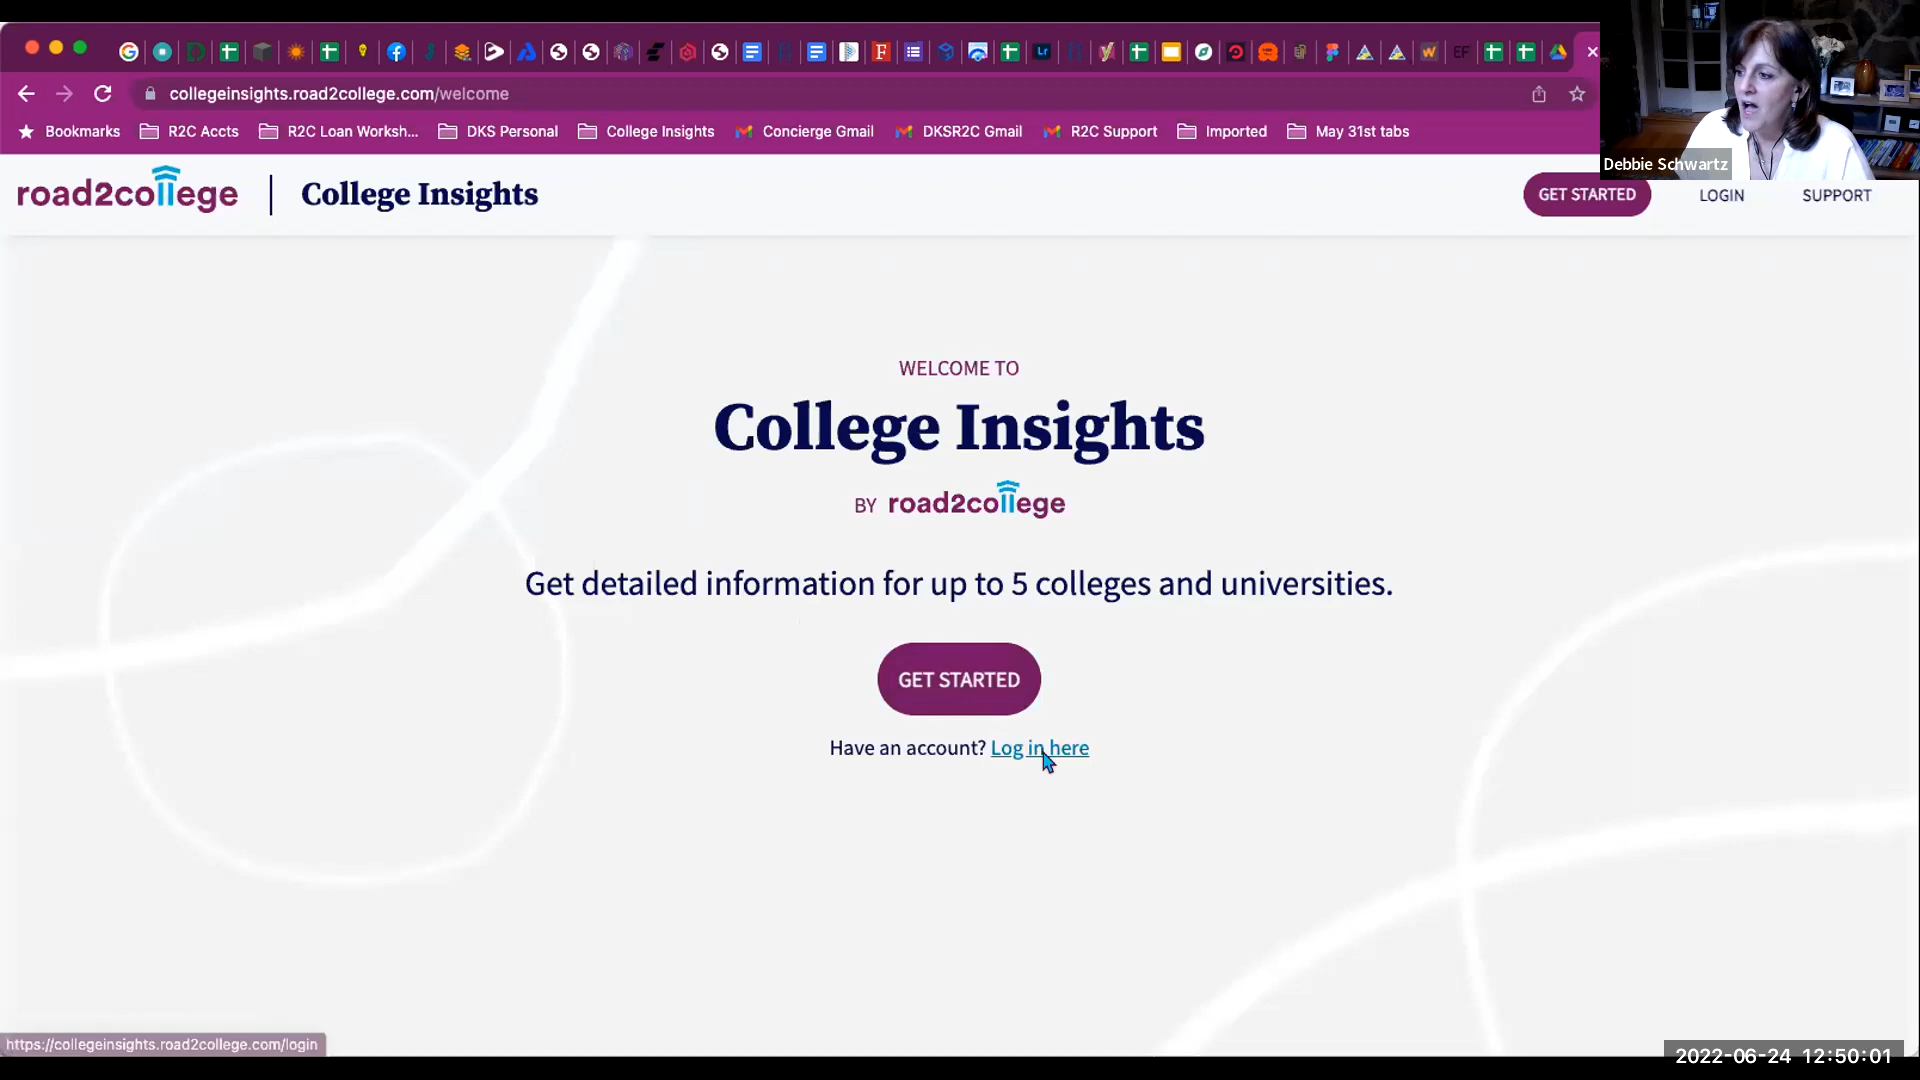 collegeinsights.road2college.com/welcome
Bookmarks R2C Accts R2C Loan Worksh... DKS Personal College Insights Concierge Gmail DKSR2C Gmail R2C Support Imported May 31st tabs
Debbie Schwartz
road2college College Insights GET STARTED LOGIN SUPPORT
WELCOME TO
College Insights
BY road2college
Get detailed information for up to 5 colleges and universities.
GET STARTED
Have an account? Log in here
https://collegeinsights.road2college.com/login
2022-06-24 12:50:01